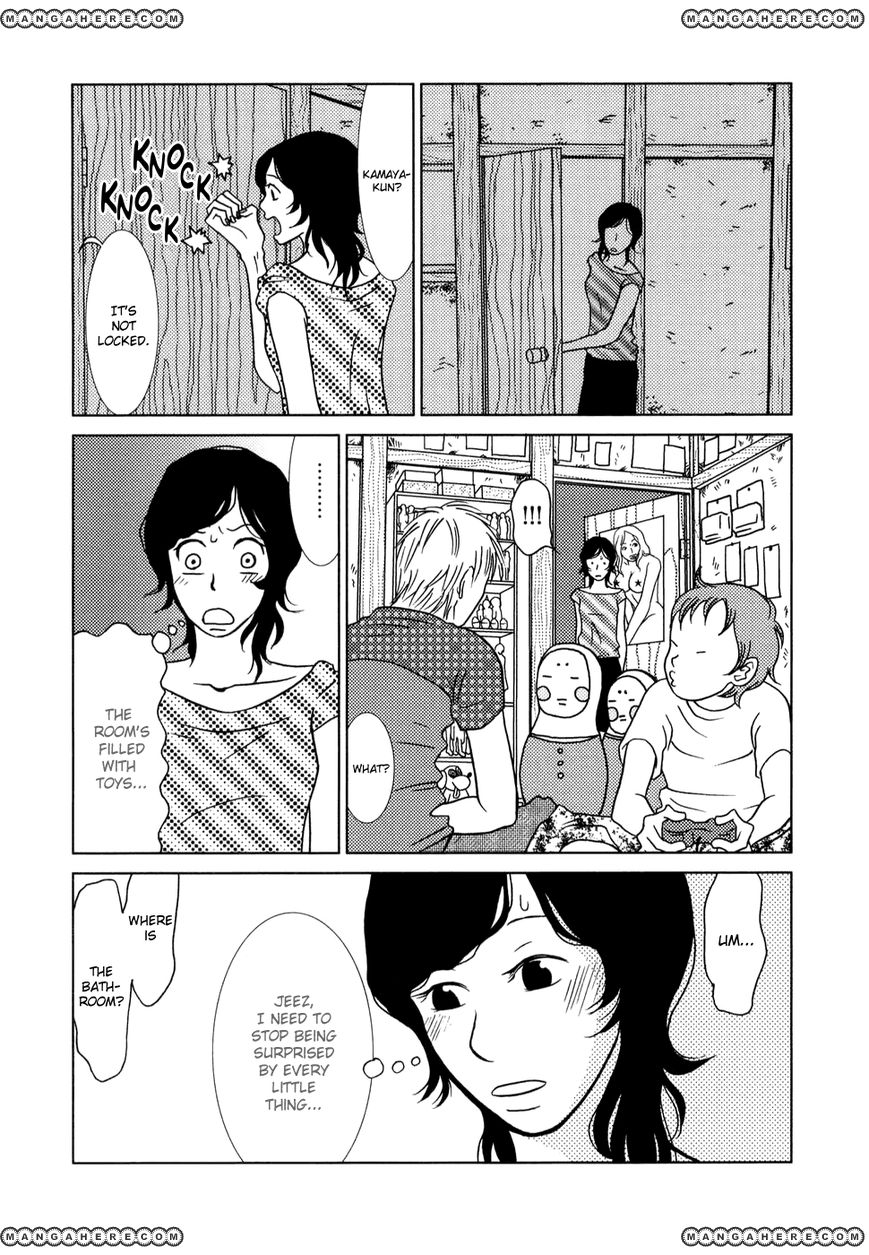 MANGAHERE.COM
MANGAHERE.COM
KAMAYA-
KUN?
KNOCK
KNOCK
IT'S
NOT
LOCKED.
!!!
WHAT?
.........
THE
ROOM'S
FILLED
WITH
TOYS...
UM...
JEEZ,
I NEED TO
STOP BEING
SURPRISED
BY EVERY
LITTLE
THING...
WHERE
IS
THE
BATH-
ROOM?
MANGAHERE.COM
MANGAHERE.COM